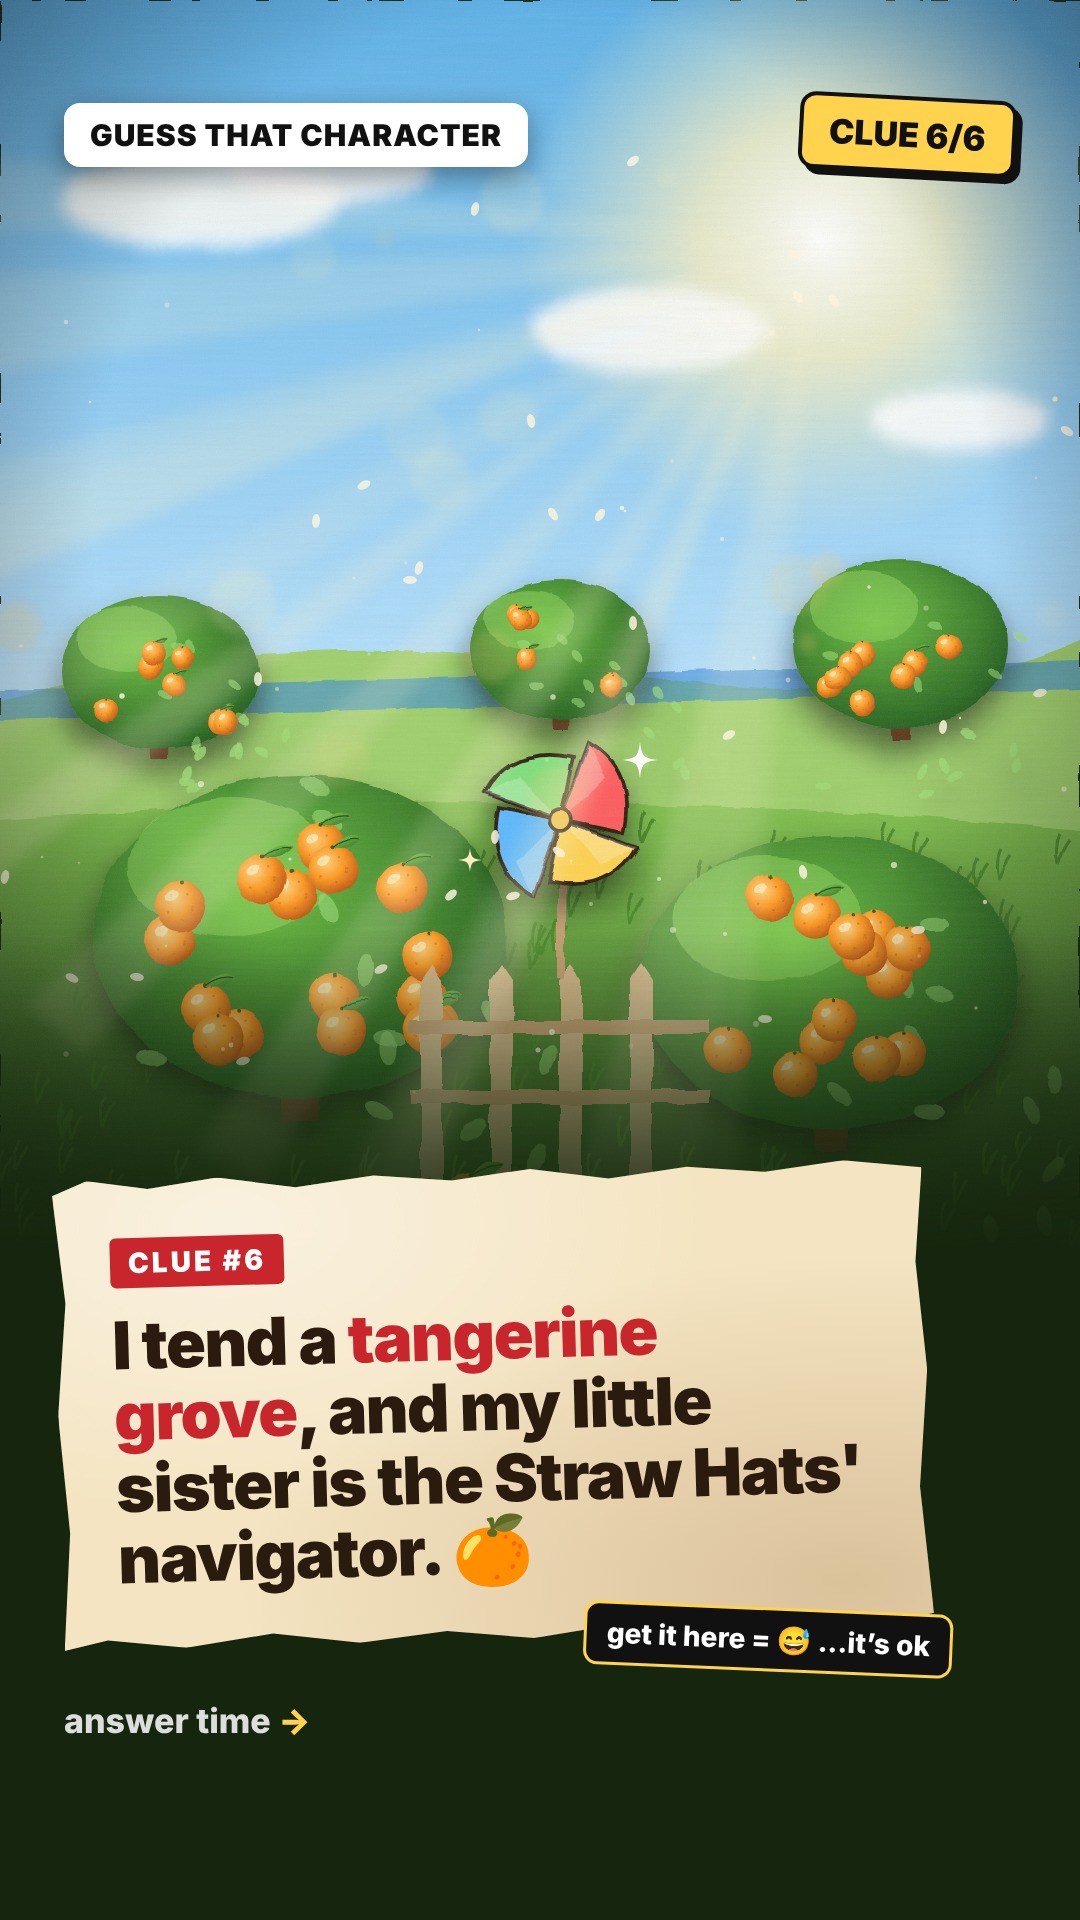 GUESS THAT CHARACTER
CLUE 6/6
CLUE #6
I tend a tangerine
grove, and my little
sister is the Straw Hats'
navigator. 🍊
get it here = 😅 ...it’s ok
answer time →